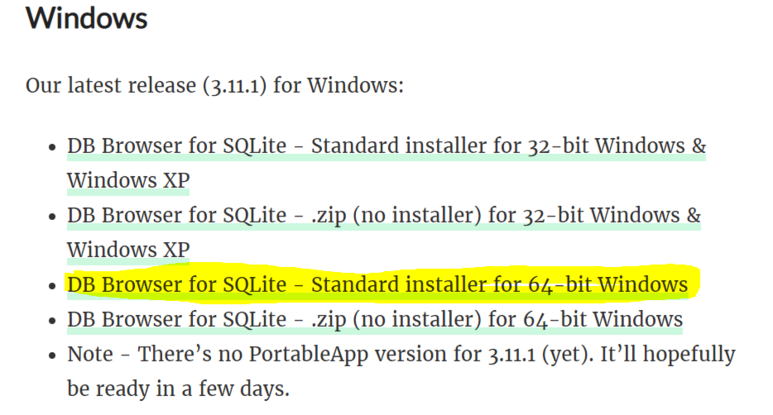 Windows
Our latest release (3.11.1) for Windows:
• DB Browser for SQLite – Standard installer for 32-bit Windows &
Windows XP
• DB Browser for SQLite – .zip (no installer) for 32-bit Windows &
Windows XP
• DB Browser for SQLite – Standard installer for 64-bit Windows
• DB Browser for SQLite – .zip (no installer) for 64-bit Windows
• Note – There’s no PortableApp version for 3.11.1 (yet). It’ll hopefully
be ready in a few days.